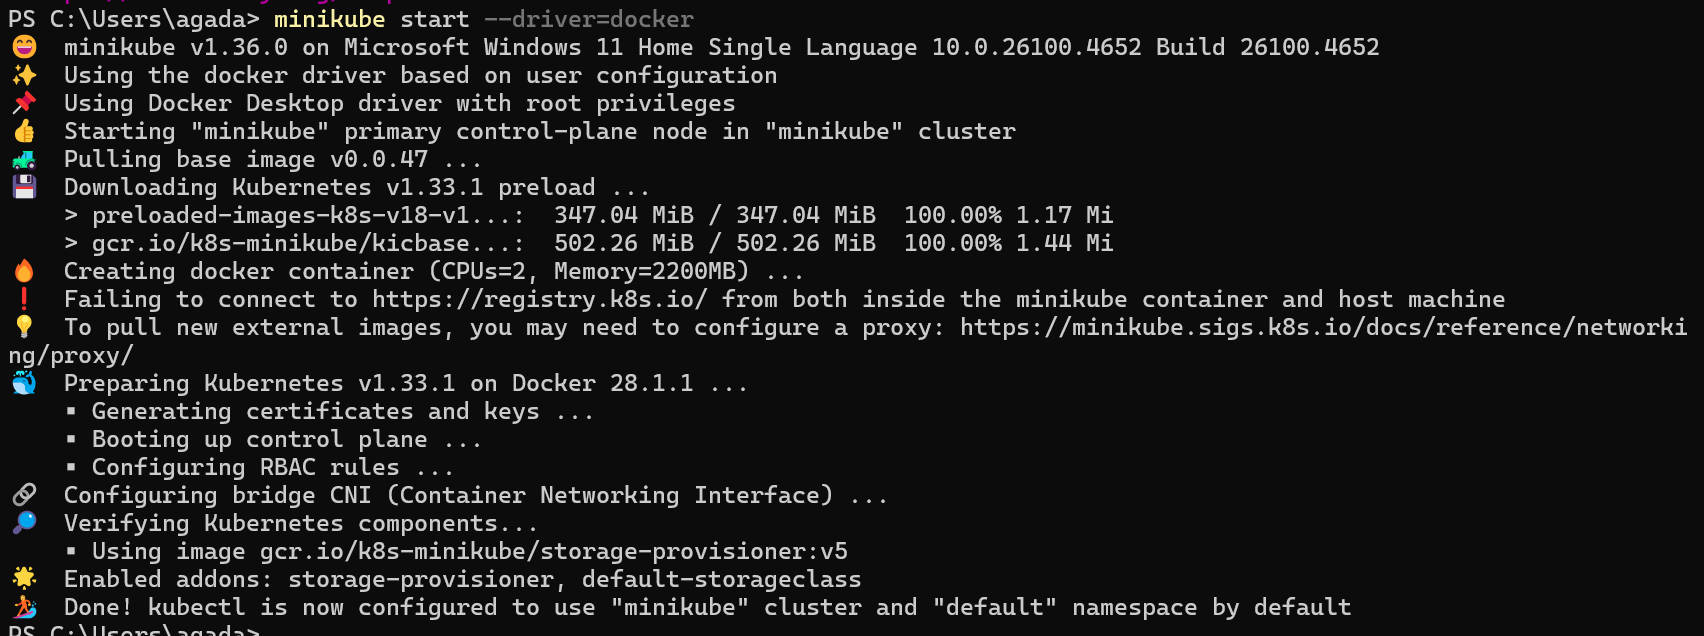 PS C:\Users\agada> minikube start --driver=docker
😄  minikube v1.36.0 on Microsoft Windows 11 Home Single Language 10.0.26100.4652 Build 26100.4652
✨  Using the docker driver based on user configuration
📌  Using Docker Desktop driver with root privileges
👍  Starting "minikube" primary control-plane node in "minikube" cluster
🚜  Pulling base image v0.0.47 ...
💾  Downloading Kubernetes v1.33.1 preload ...
    > preloaded-images-k8s-v18-v1...:  347.04 MiB / 347.04 MiB  100.00% 1.17 Mi
    > gcr.io/k8s-minikube/kicbase...:  502.26 MiB / 502.26 MiB  100.00% 1.44 Mi
🔥  Creating docker container (CPUs=2, Memory=2200MB) ...
❗  Failing to connect to https://registry.k8s.io/ from both inside the minikube container and host machine
💡  To pull new external images, you may need to configure a proxy: https://minikube.sigs.k8s.io/docs/reference/networki
ng/proxy/
🐳  Preparing Kubernetes v1.33.1 on Docker 28.1.1 ...
    ▪ Generating certificates and keys ...
    ▪ Booting up control plane ...
    ▪ Configuring RBAC rules ...
🔗  Configuring bridge CNI (Container Networking Interface) ...
🔎  Verifying Kubernetes components...
    ▪ Using image gcr.io/k8s-minikube/storage-provisioner:v5
🌟  Enabled addons: storage-provisioner, default-storageclass
🏄  Done! kubectl is now configured to use "minikube" cluster and "default" namespace by default
PS C:\Users\agada>